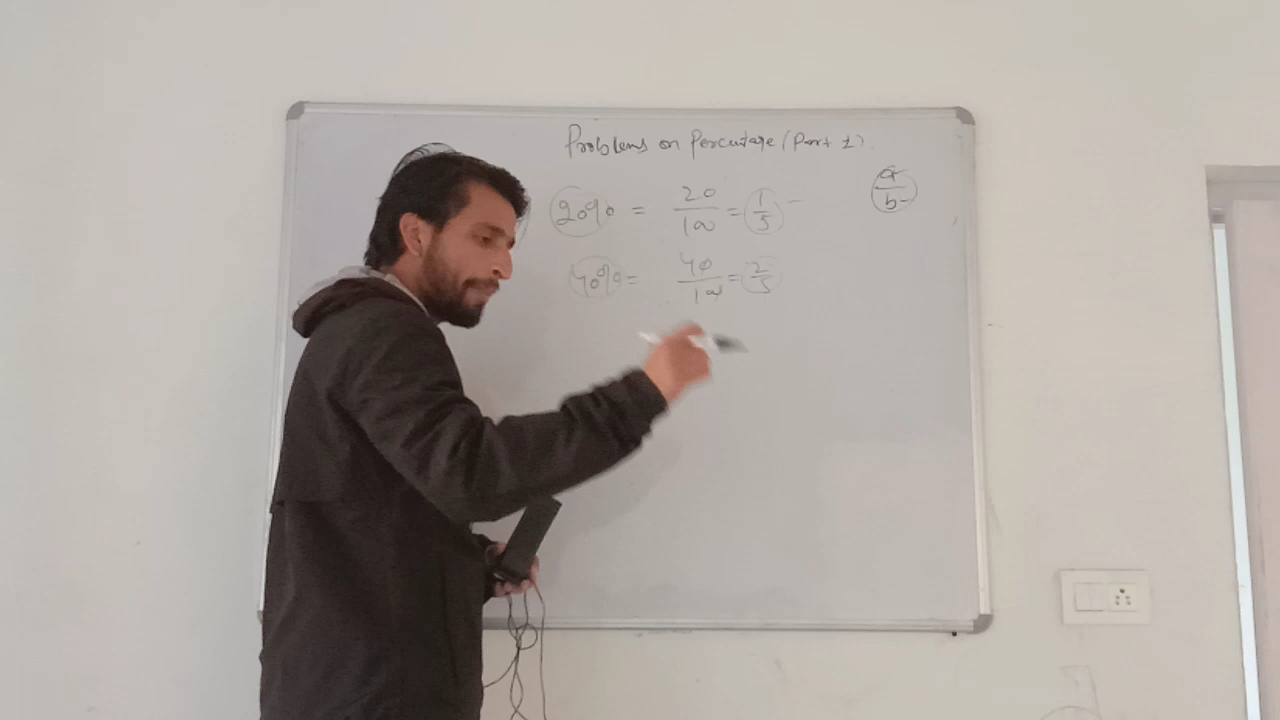 Problems on Percentage (Part 1).
20% = 20/100 = 1/5
a/b
40% = 40/100 = 2/5